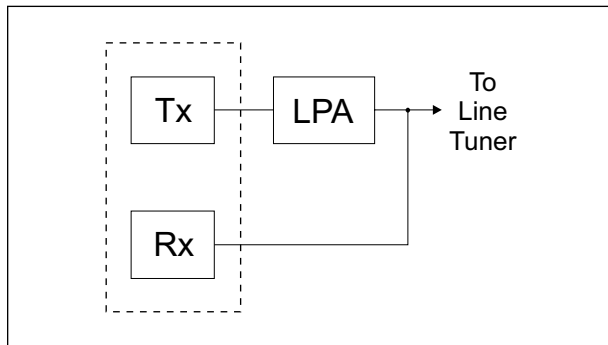 Tx
LPA
To
Line
Tuner
Rx